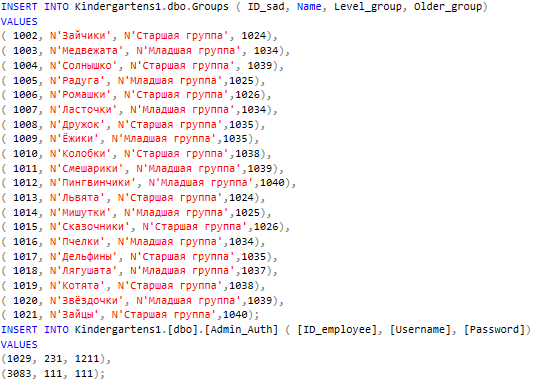 INSERT INTO Kindergartens1.dbo.Groups ( ID_sad, Name, Level_group, Older_group)
VALUES
( 1002, N'Зайчики', N'Старшая группа', 1024),
( 1003, N'Медвежата', N'Младшая группа', 1034),
( 1004, N'Солнышко', N'Старшая группа', 1039),
( 1005, N'Радуга', N'Младшая группа',1025),
( 1006, N'Ромашки', N'Старшая группа',1026),
( 1007, N'Ласточки', N'Младшая группа',1034),
( 1008, N'Дружок', N'Старшая группа',1035),
( 1009, N'Ёжики', N'Младшая группа',1035),
( 1010, N'Колобки', N'Старшая группа',1038),
( 1011, N'Смешарики', N'Младшая группа',1039),
( 1012, N'Пингвинчики', N'Младшая группа',1040),
( 1013, N'Львята', N'Старшая группа',1024),
( 1014, N'Мишутки', N'Младшая группа',1025),
( 1015, N'Сказочники', N'Старшая группа',1026),
( 1016, N'Пчелки', N'Младшая группа',1034),
( 1017, N'Дельфины', N'Старшая группа',1035),
( 1018, N'Лягушата', N'Младшая группа',1037),
( 1019, N'Котята', N'Старшая группа',1038),
( 1020, N'Звёздочки', N'Младшая группа',1039),
( 1021, N'Зайцы', N'Старшая группа',1040);
INSERT INTO Kindergartens1.[dbo].[Admin_Auth] ( [ID_employee], [Username], [Password])
VALUES
(1029, 231, 1211),
(3083, 111, 111);